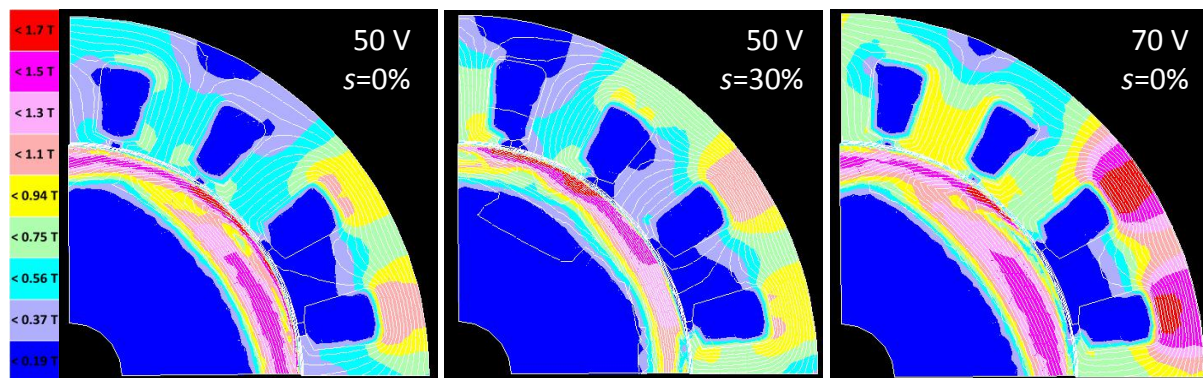 < 1.7 T
< 1.5 T
< 1.3 T
< 1.1 T
< 0.94 T
< 0.75 T
< 0.56 T
< 0.37 T
< 0.19 T
50 V
s=0%
50 V
s=30%
70 V
s=0%